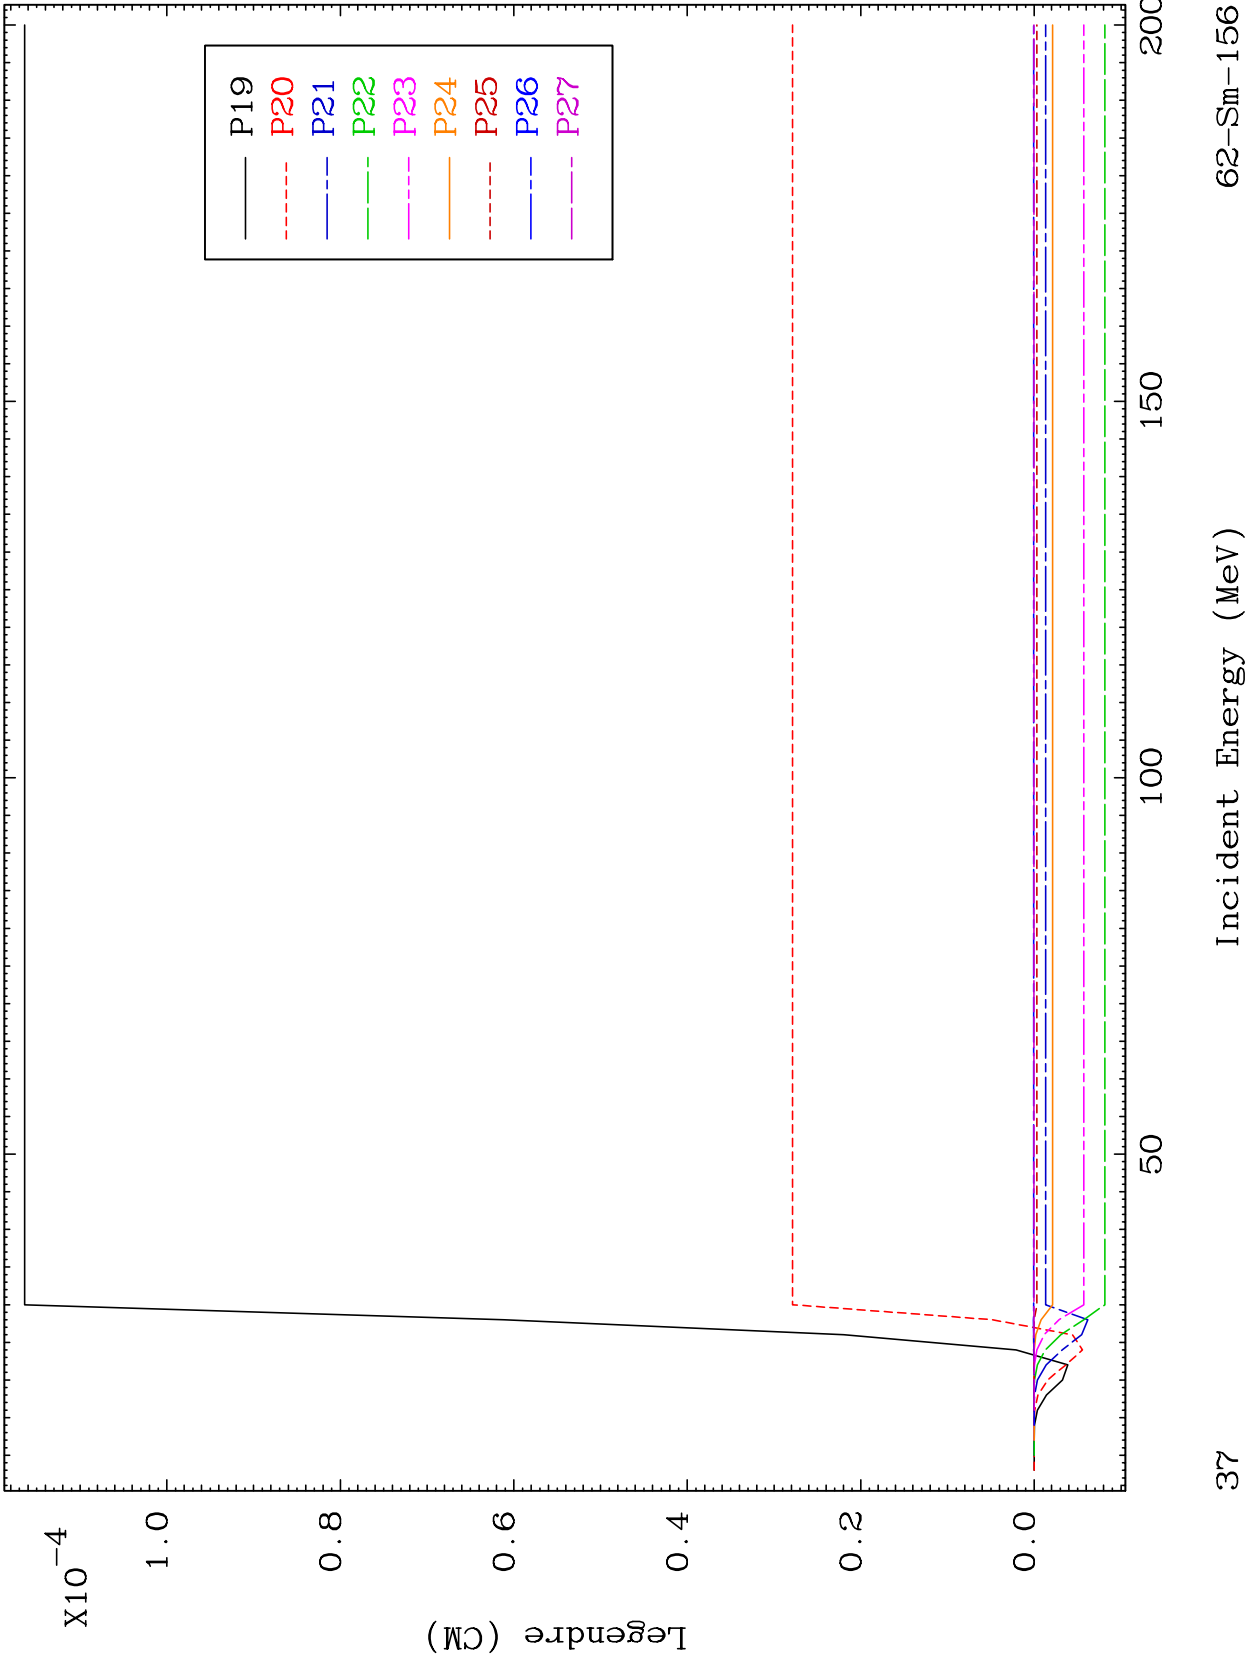 X10-4
1.0
0.8
0.6
0.4
0.2
0.0
Legendre (CM)
P19
P20
P21
P22
P23
P24
P25
P26
P27
50
100
150
200
Incident Energy (MeV)
37
62-Sm-156